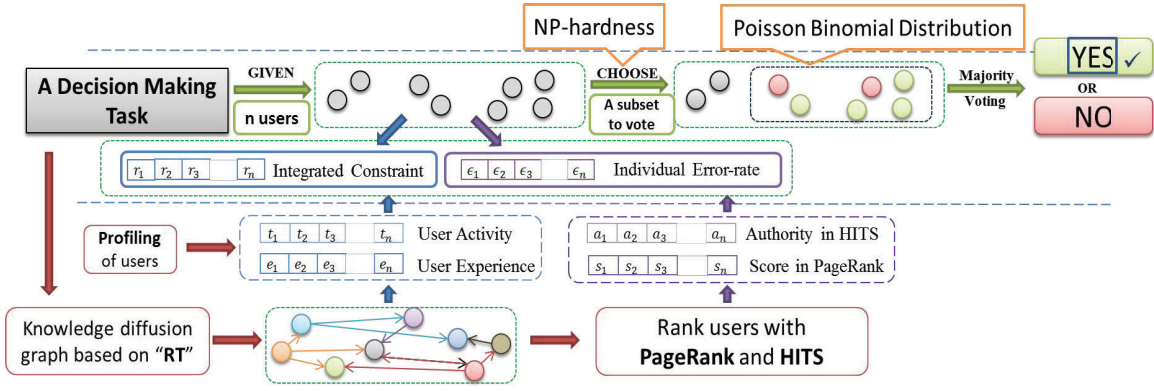 NP-hardness
Poisson Binomial Distribution
A Decision Making
Task
GIVEN
n users
CHOOSE
A subset
to vote
Majority
Voting
YES ✓
OR
NO
r₁ r₂ r₃ rₙ Integrated Constraint
ϵ₁ ϵ₂ ϵ₃ ϵₙ Individual Error-rate
Profiling
of users
t₁ t₂ t₃ tₙ User Activity
e₁ e₂ e₃ eₙ User Experience
a₁ a₂ a₃ aₙ Authority in HITS
s₁ s₂ s₃ sₙ Score in PageRank
Knowledge diffusion
graph based on “RT”
Rank users with
PageRank and HITS